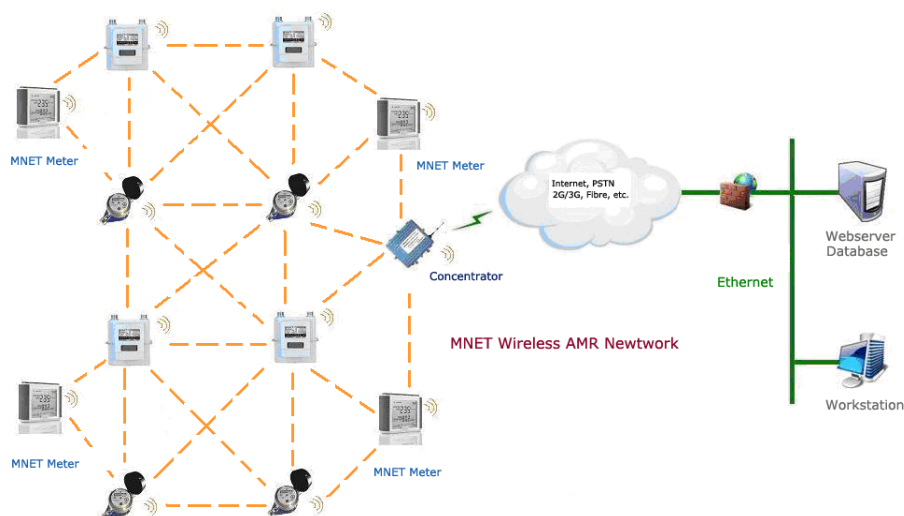 MNET Meter
MNET Meter
Internet, PSTN
2G/3G, Fibre, etc.
Concentrator
Webserver
Database
Ethernet
MNET Wireless AMR Newtwork
Workstation
MNET Meter
MNET Meter